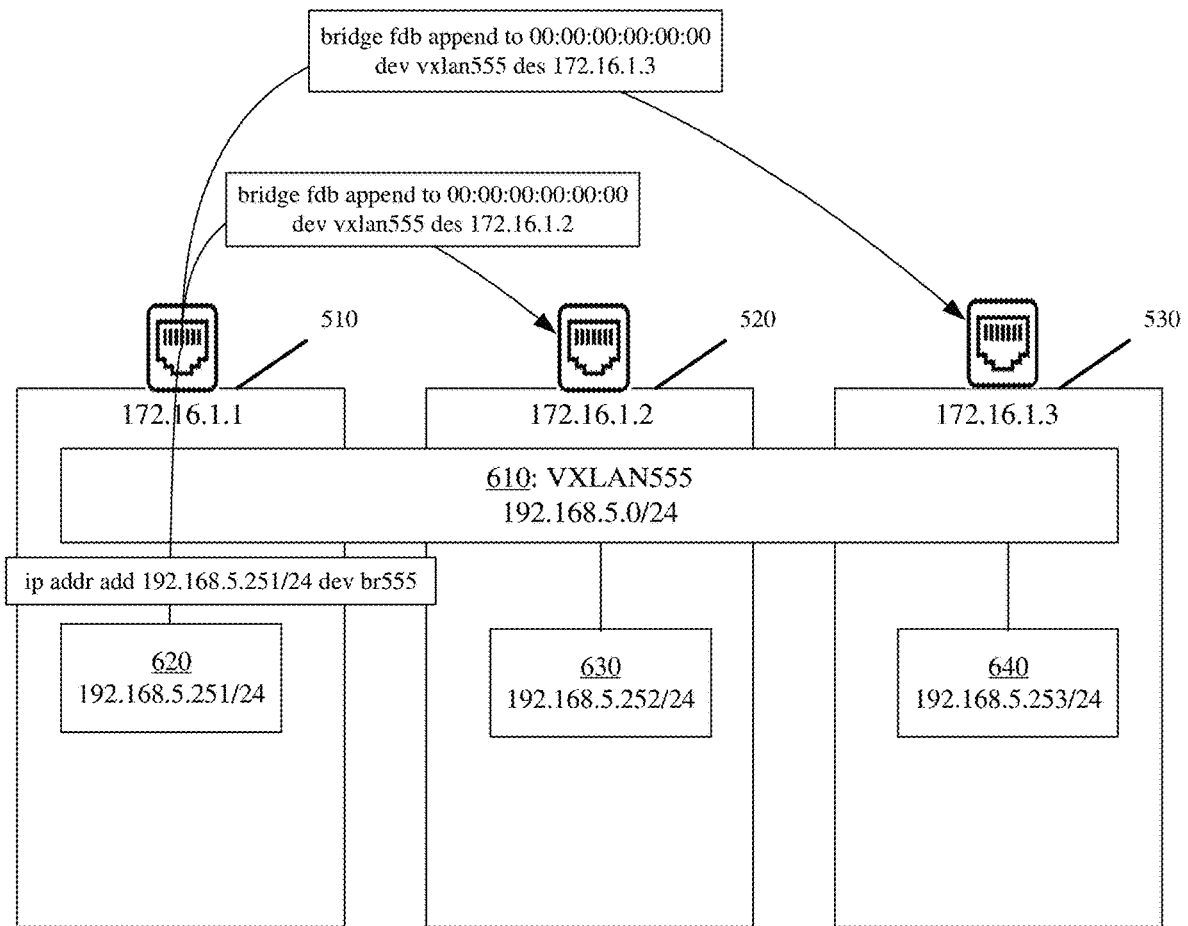 bridge fdb append to 00:00:00:00:00:00
dev vxlan555 des 172.16.1.3
bridge fdb append to 00:00:00:00:00:00
dev vxlan555 des 172.16.1.2
510
520
530
172.16.1.1
172.16.1.2
172.16.1.3
610: VXLAN555
192.168.5.0/24
ip addr add 192.168.5.251/24 dev br555
620
192.168.5.251/24
630
192.168.5.252/24
640
192.168.5.253/24